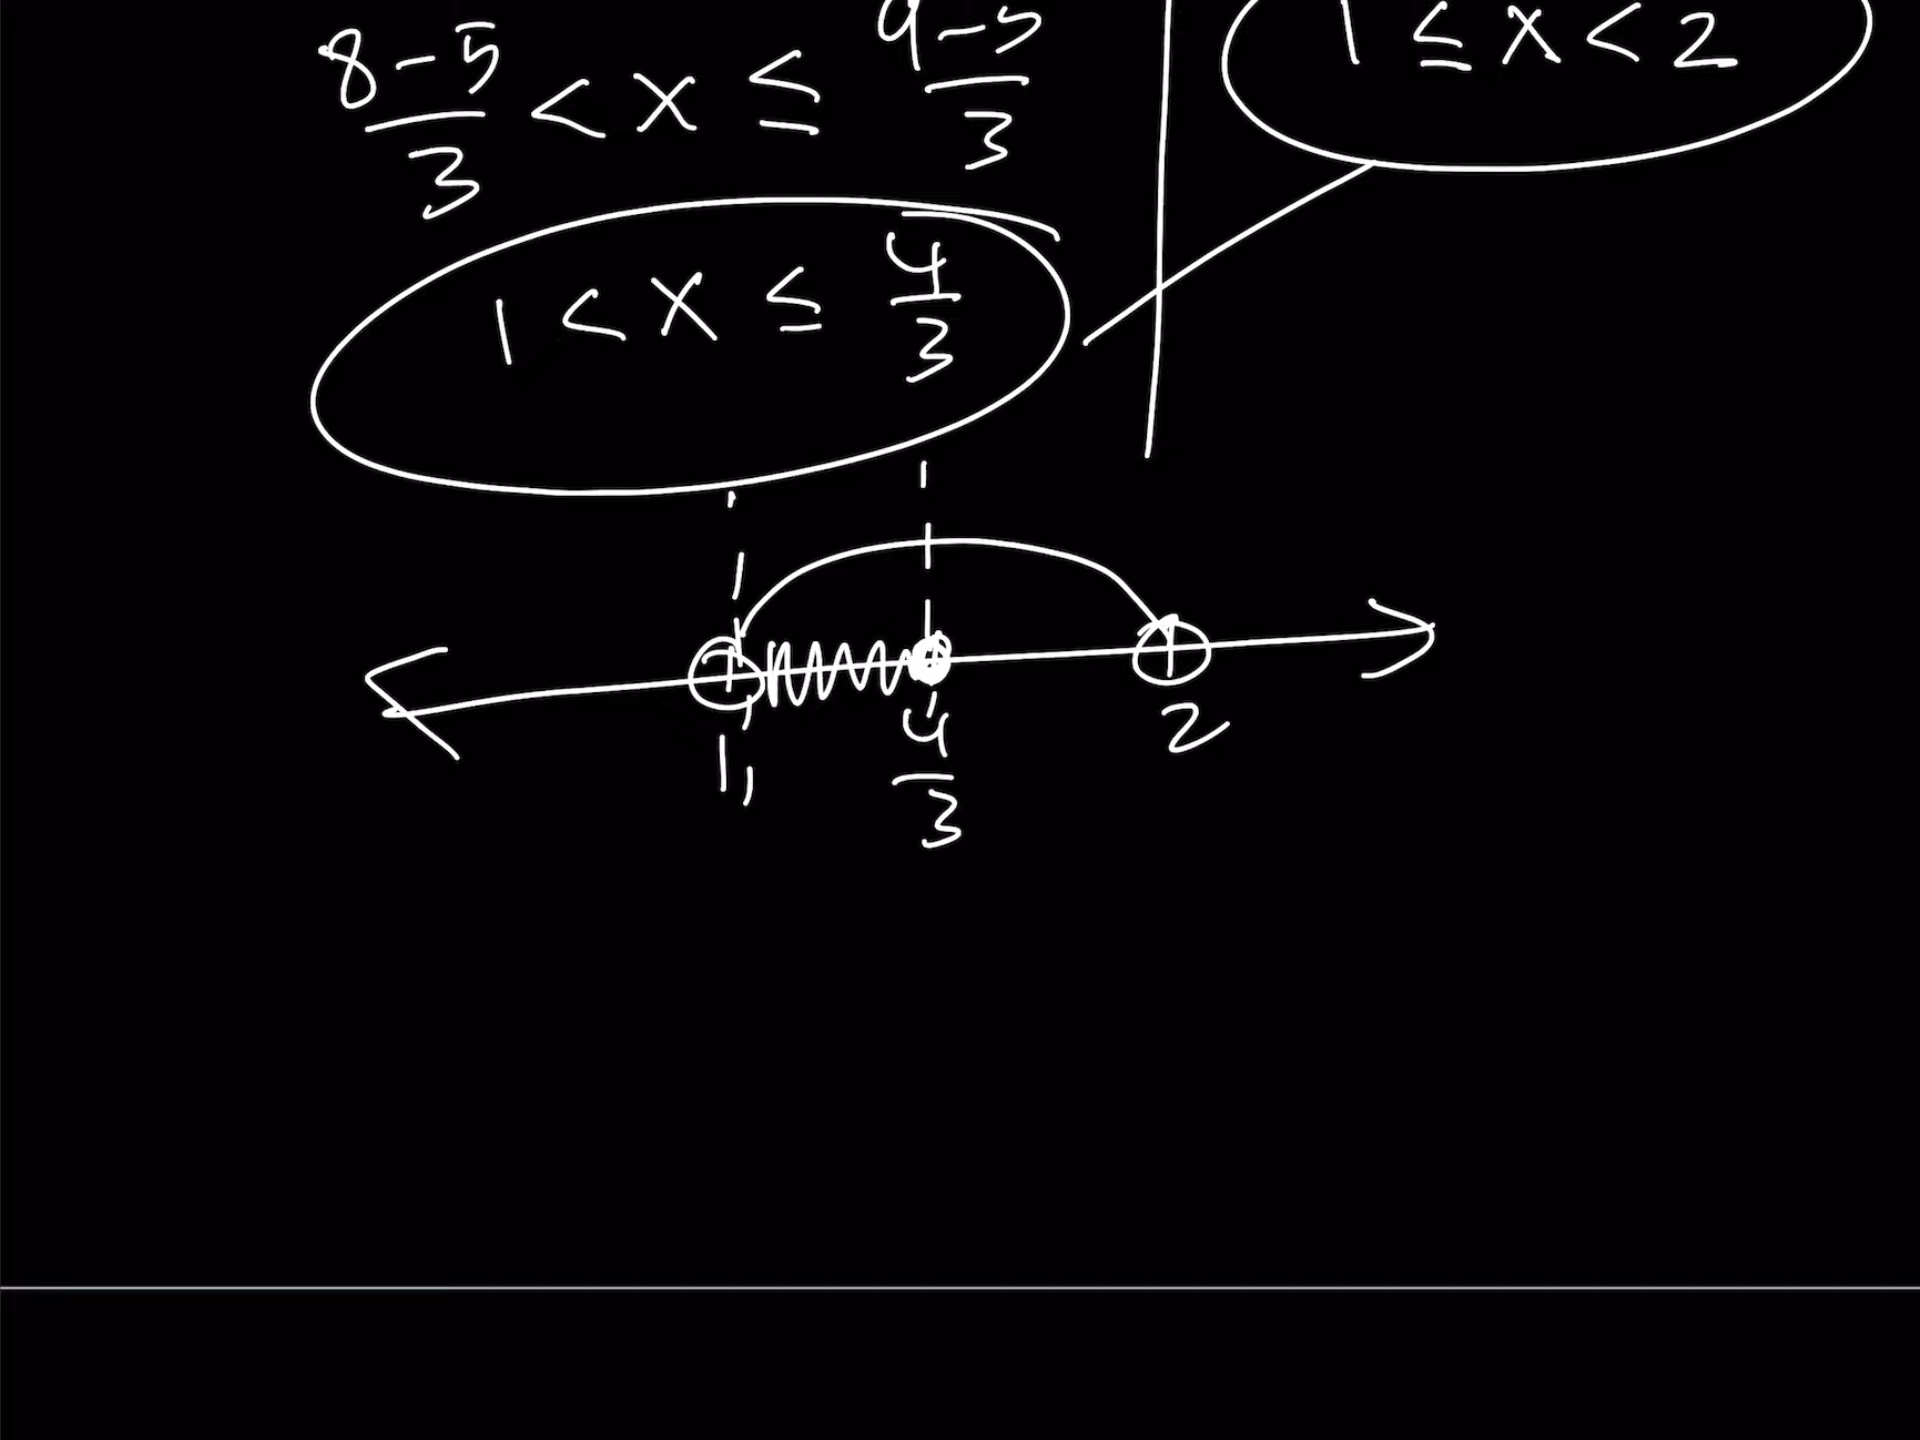 (8-5)/3 < x ≤ (9-5)/3
1 ≤ x < 2
1 < x ≤ 4/3
1, 4/3 2